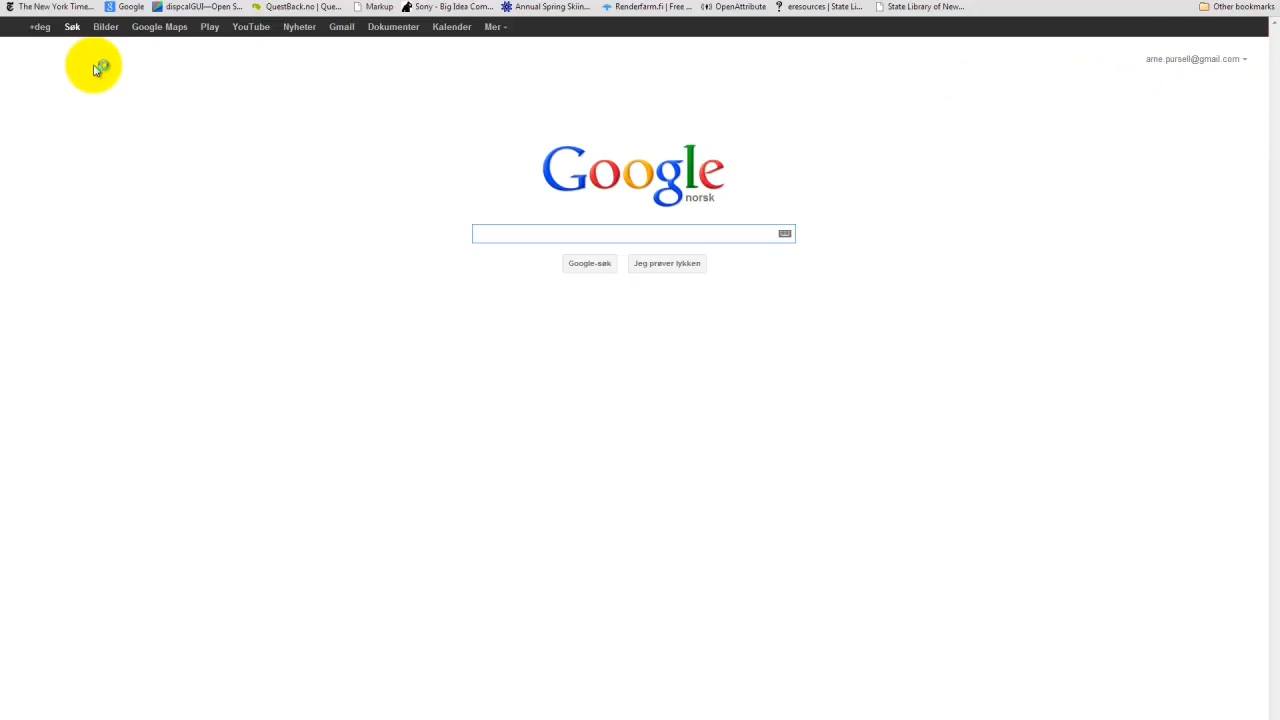 The New York Time... Google dispcalGUI—Open S... QuestBack.no | Que... Markup Sony - Big Idea Com... Annual Spring Skin... Renderfarm.fi | Free ... OpenAttribute eresources | State Li... State Library of New... Other bookmarks
+deg Søk Bilder Google Maps Play YouTube Nyheter Gmail Dokumenter Kalender Mer
ame.pursell@gmail.com
Google
norsk
Google-søk Jeg prøver lykken